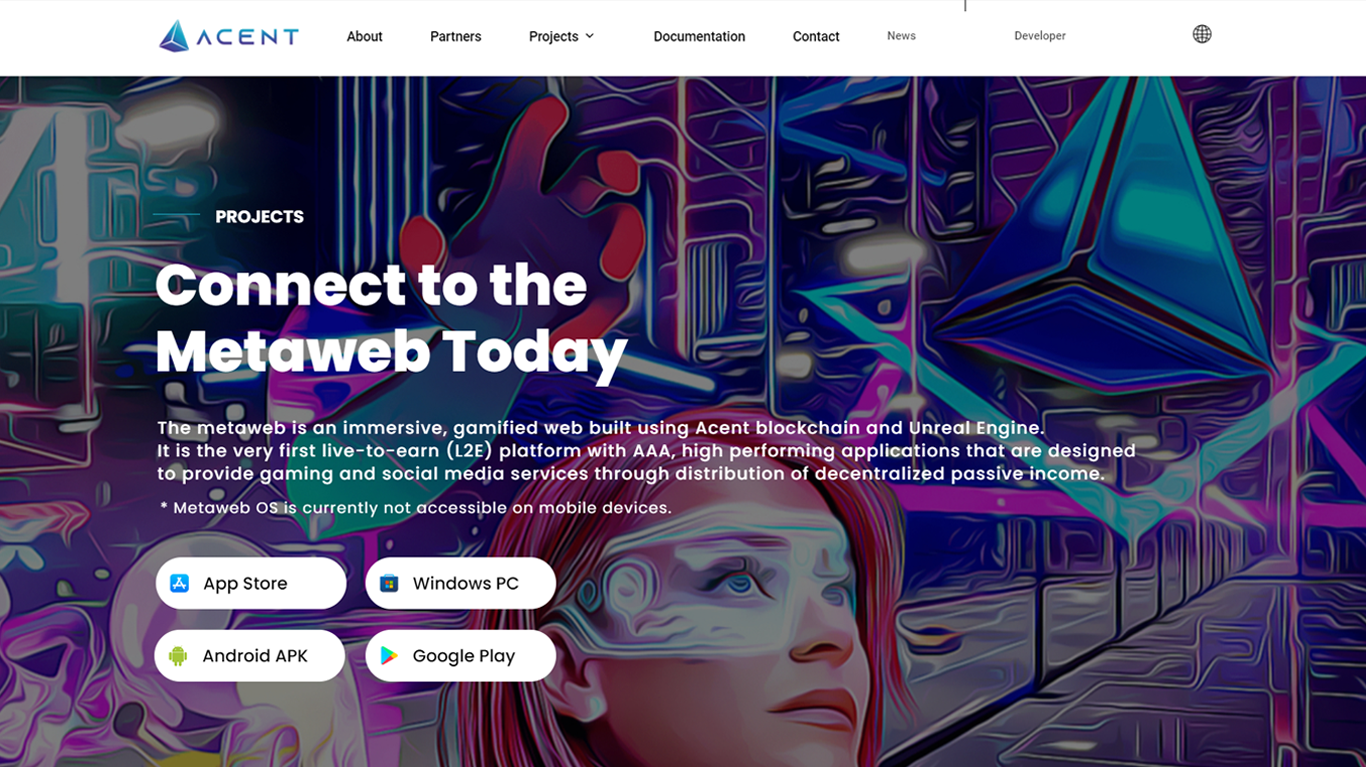 ACENT
About
Partners
Projects
Documentation
Contact
News
Developer
PROJECTS
Connect to the
Metaweb Today
The metaweb is an immersive, gamified web built using Acent blockchain and Unreal Engine.
It is the very first live-to-earn (L2E) platform with AAA, high performing applications that are designed
to provide gaming and social media services through distribution of decentralized passive income.
* Metaweb OS is currently not accessible on mobile devices.
App Store
Windows PC
Android APK
Google Play